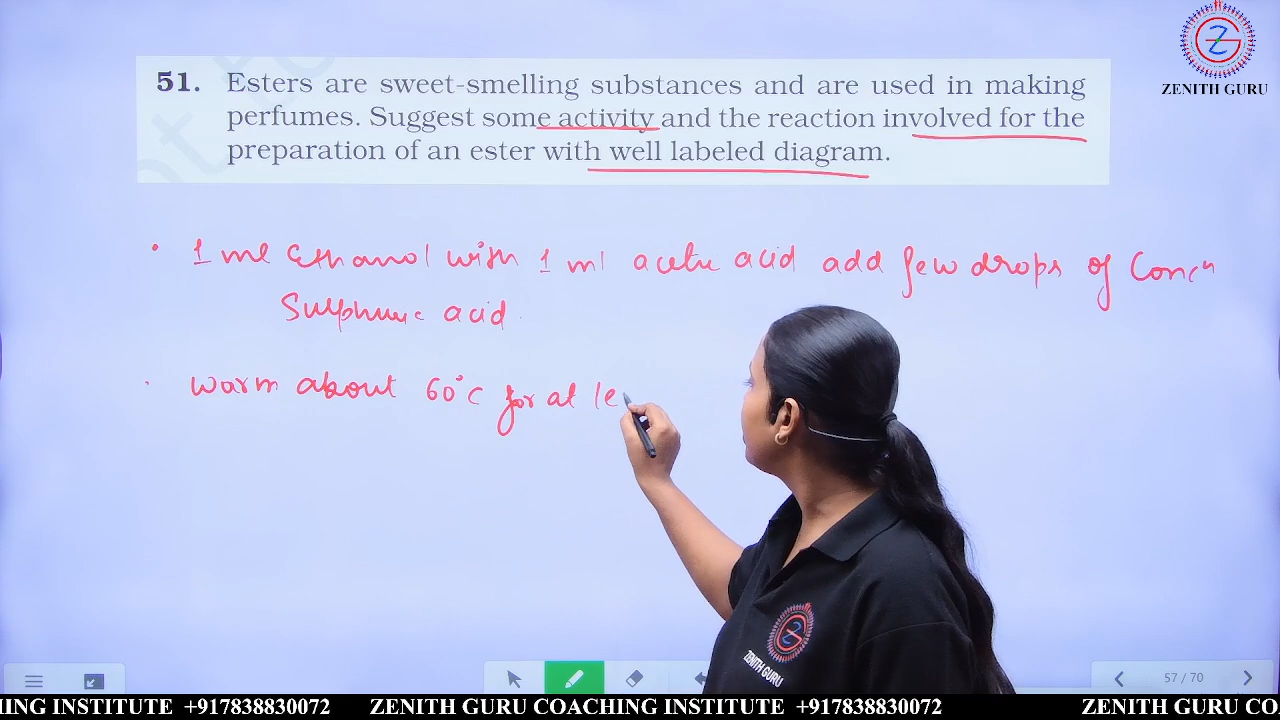 ZENITH GURU
51. Esters are sweet-smelling substances and are used in making
perfumes. Suggest some activity and the reaction involved for the
preparation of an ester with well labeled diagram.
• 1 ml Ethanol with 1 ml acetic acid add few drops of Concn
Sulphuric acid.
• warm about 60°C for at le
ZENITH GURU
57 / 70
HING INSTITUTE +917838830072 ZENITH GURU COACHING INSTITUTE +917838830072 ZENITH GURU CO